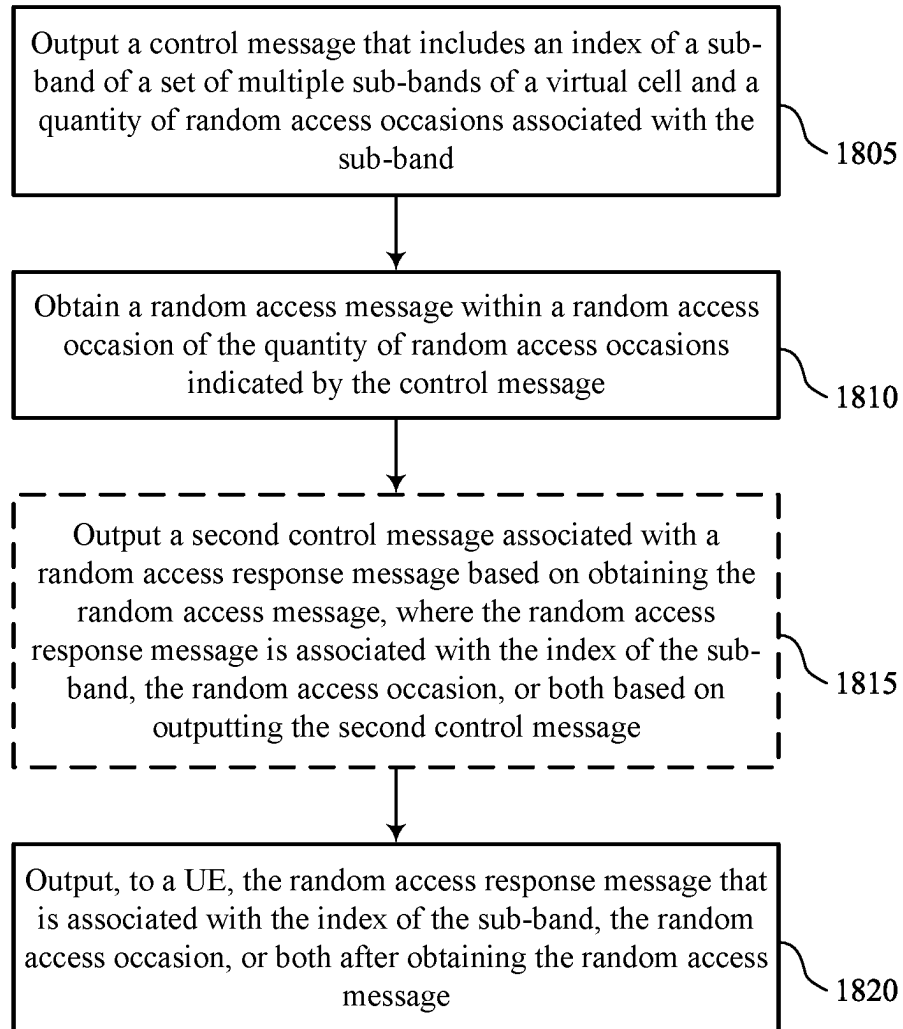 Output a control message that includes an index of a sub-
band of a set of multiple sub-bands of a virtual cell and a
quantity of random access occasions associated with the
sub-band
1805
Obtain a random access message within a random access
occasion of the quantity of random access occasions
indicated by the control message
1810
Output a second control message associated with a
random access response message based on obtaining the
random access message, where the random access
response message is associated with the index of the sub-
band, the random access occasion, or both based on
outputting the second control message
1815
Output, to a UE, the random access response message that
is associated with the index of the sub-band, the random
access occasion, or both after obtaining the random access
message
1820